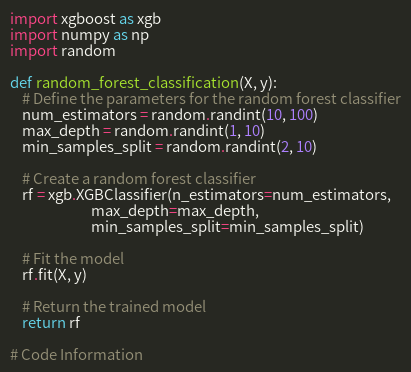 import xgboost as xgb
import numpy as np
import random

def random_forest_classification(X, y):
    # Define the parameters for the random forest classifier
    num_estimators = random.randint(10, 100)
    max_depth = random.randint(1, 10)
    min_samples_split = random.randint(2, 10)

    # Create a random forest classifier
    rf = xgb.XGBClassifier(n_estimators=num_estimators,
                           max_depth=max_depth,
                           min_samples_split=min_samples_split)

    # Fit the model
    rf.fit(X, y)

    # Return the trained model
    return rf

# Code Information